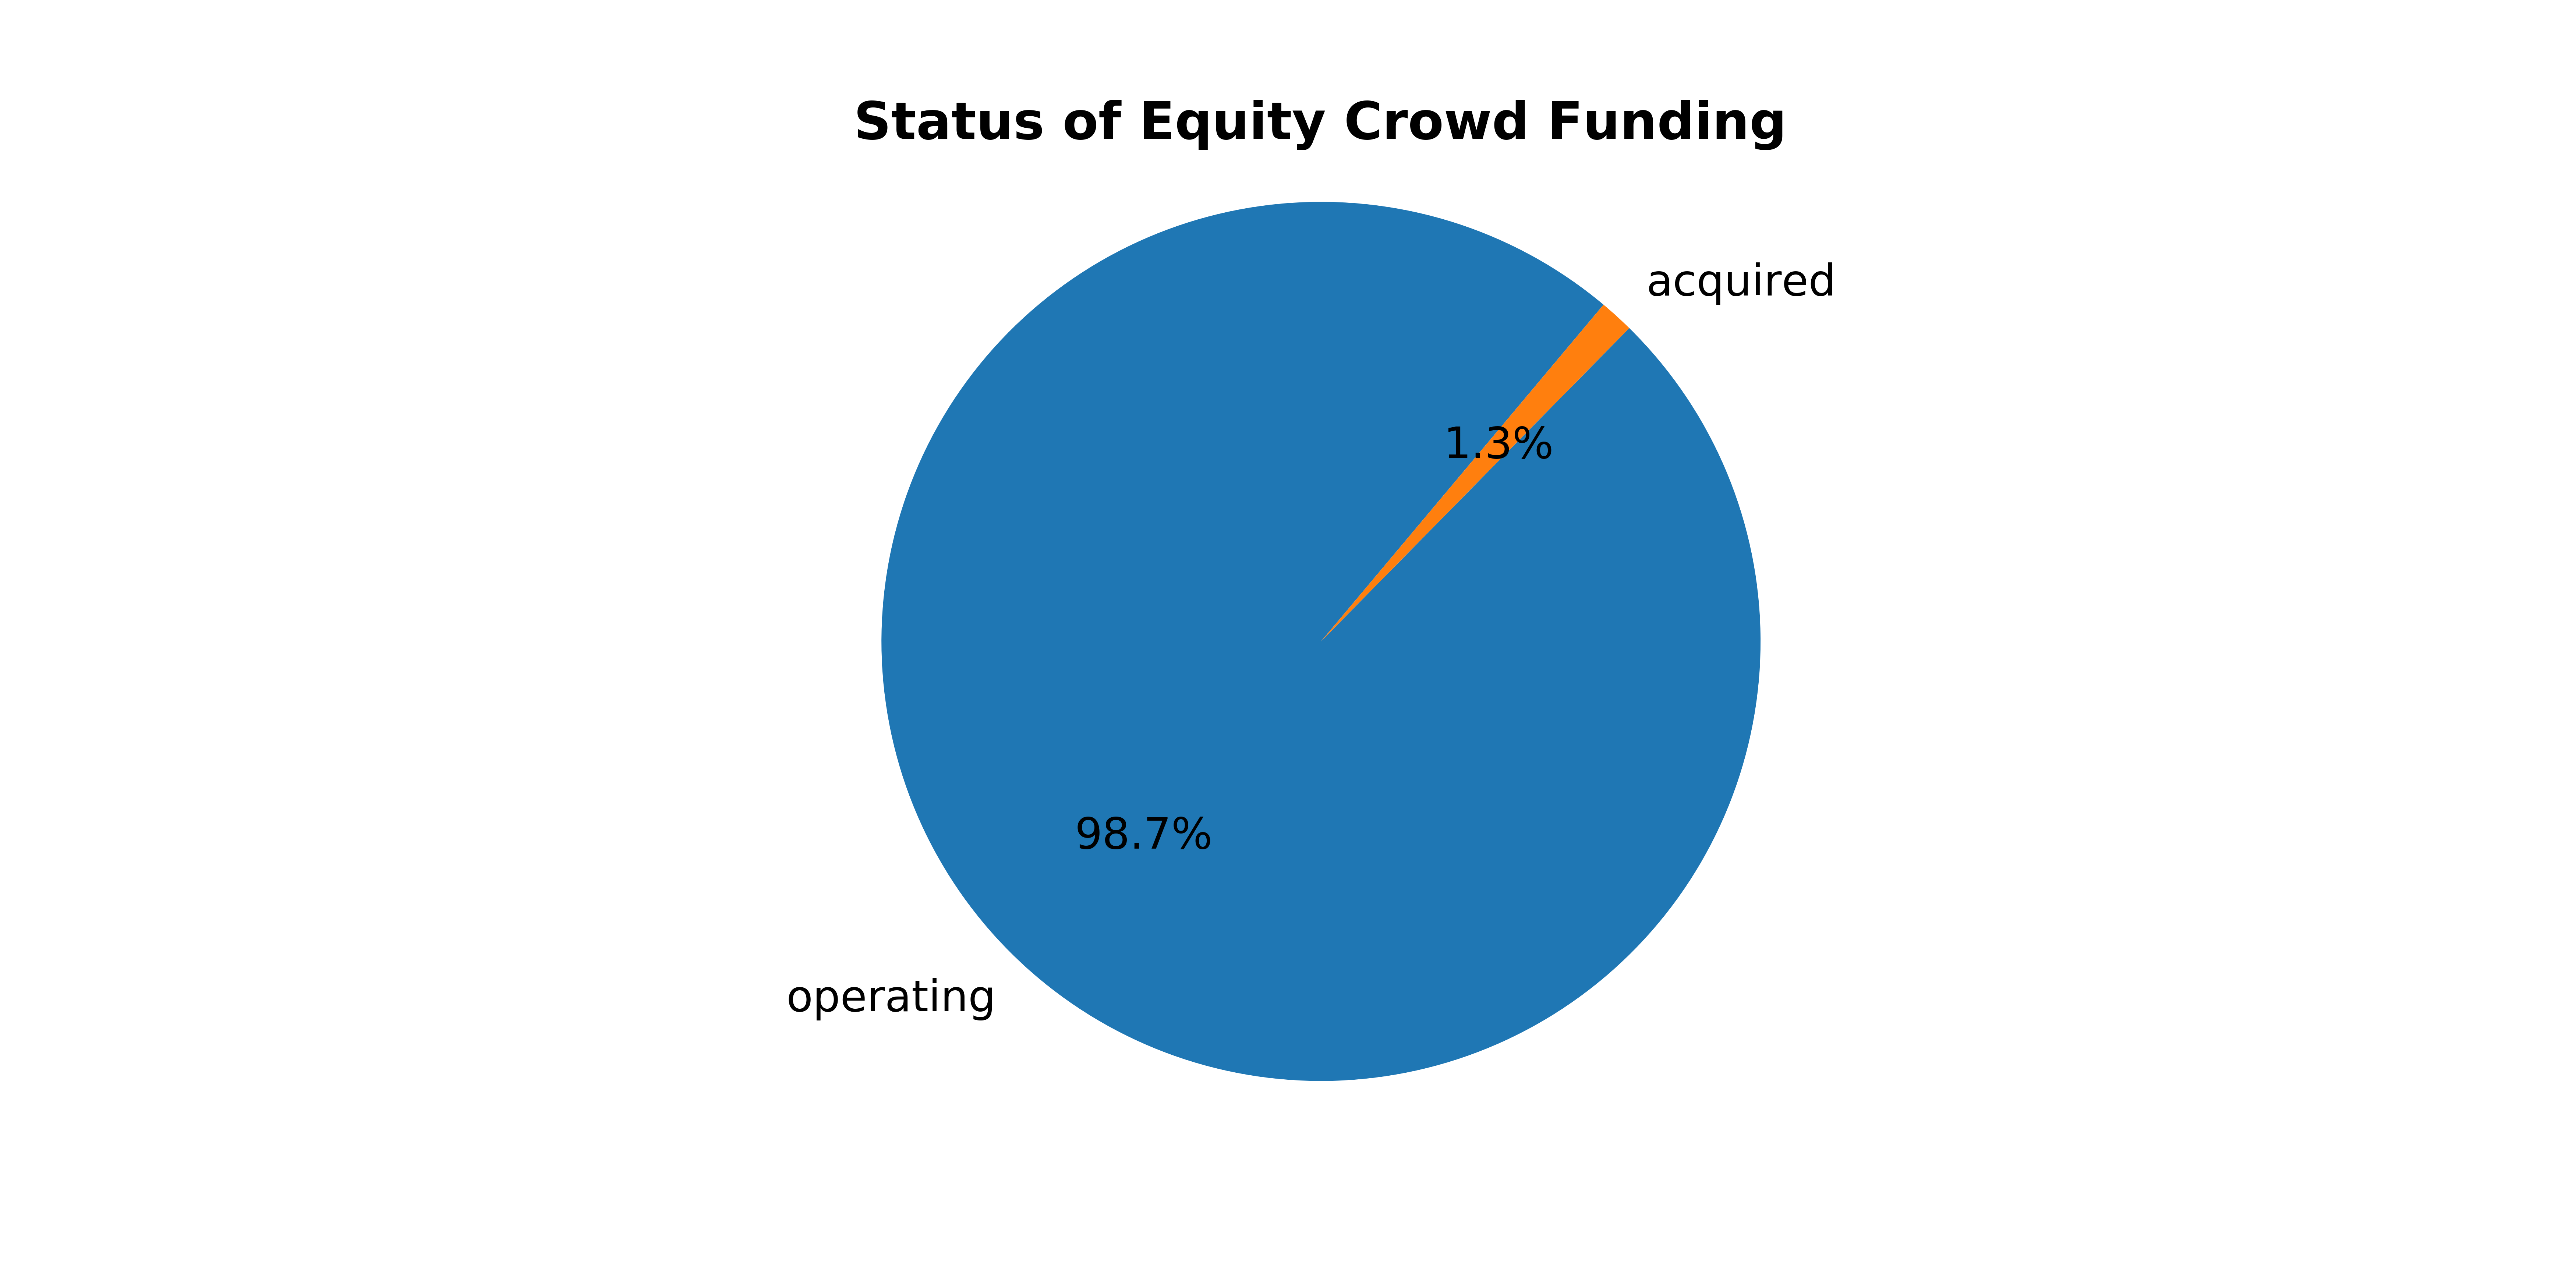 Status of Equity Crowd Funding
acquired
1.3%
98.7%
operating